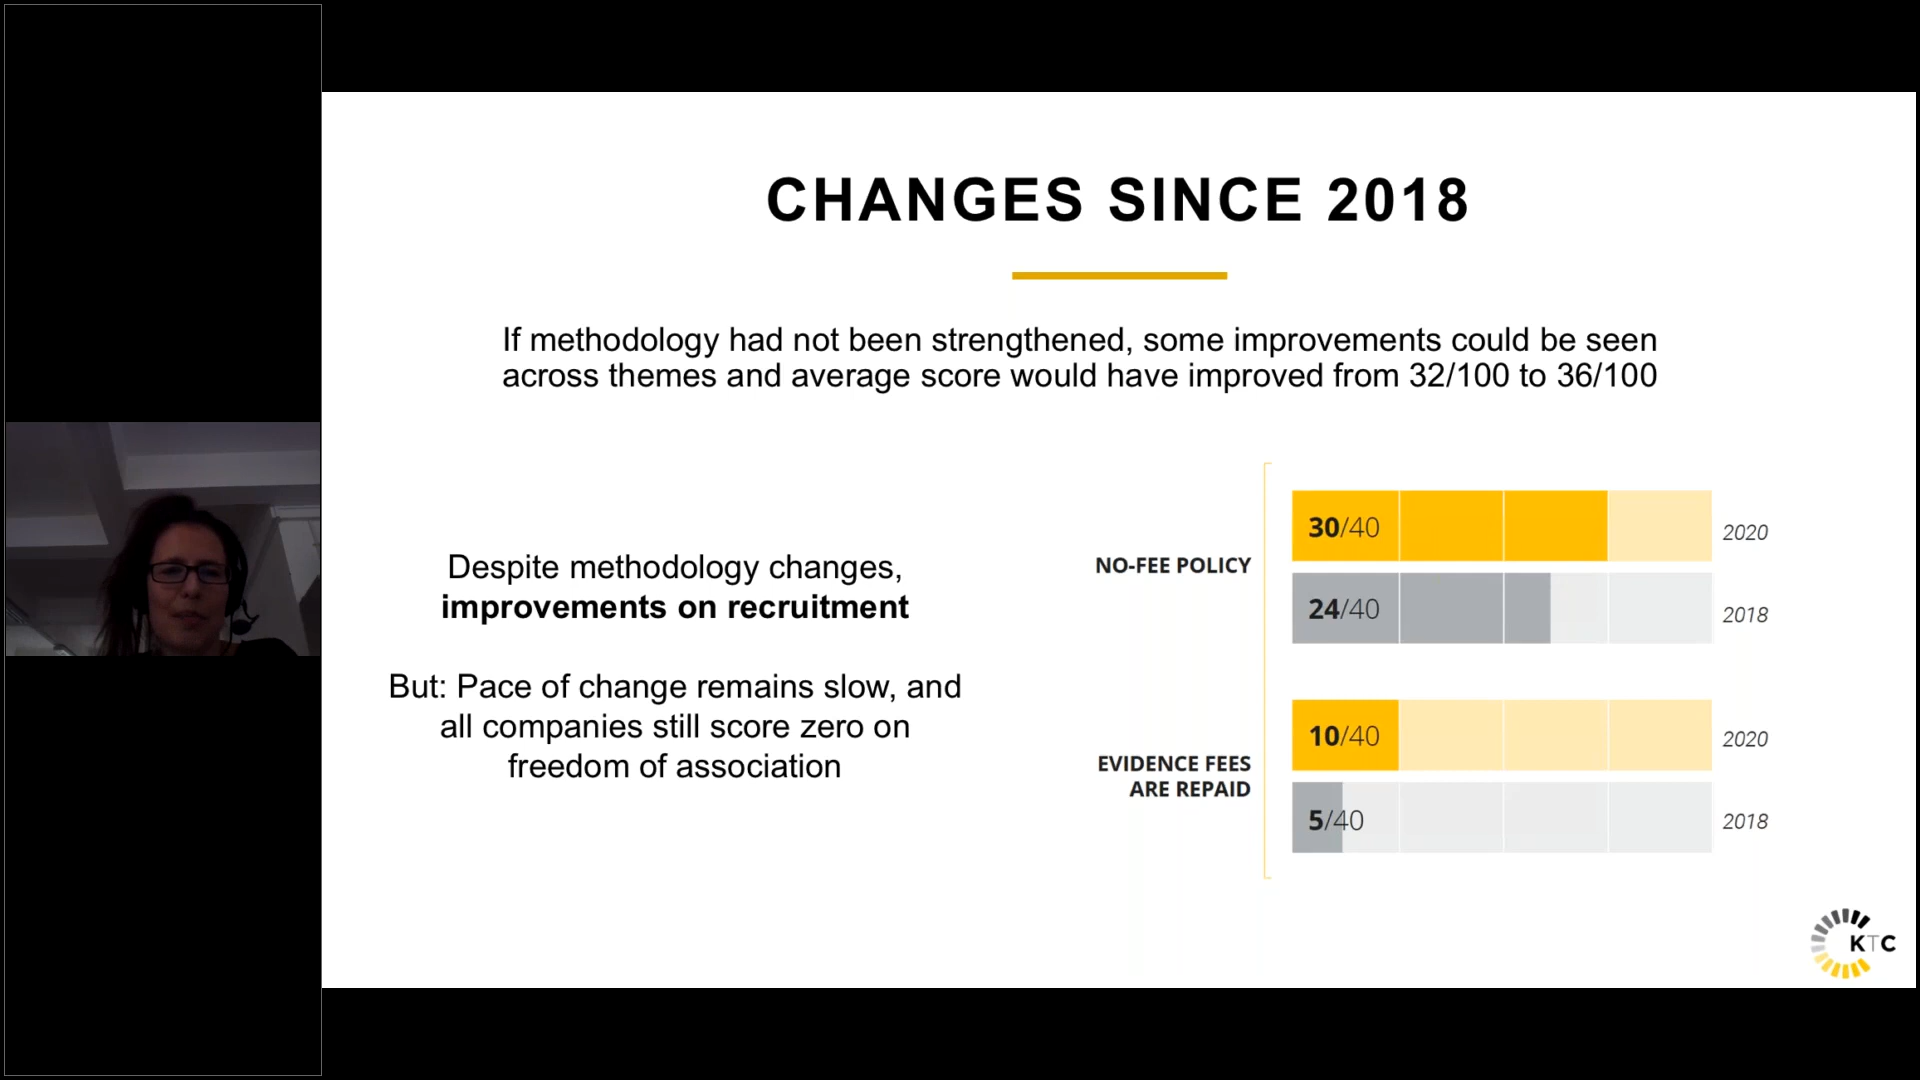 CHANGES SINCE 2018
If methodology had not been strengthened, some improvements could be seen
across themes and average score would have improved from 32/100 to 36/100
Despite methodology changes,
improvements on recruitment
But: Pace of change remains slow, and
all companies still score zero on
freedom of association
NO-FEE POLICY
30/40
2020
24/40
2018
EVIDENCE FEES
ARE REPAID
10/40
2020
5/40
2018
KTC